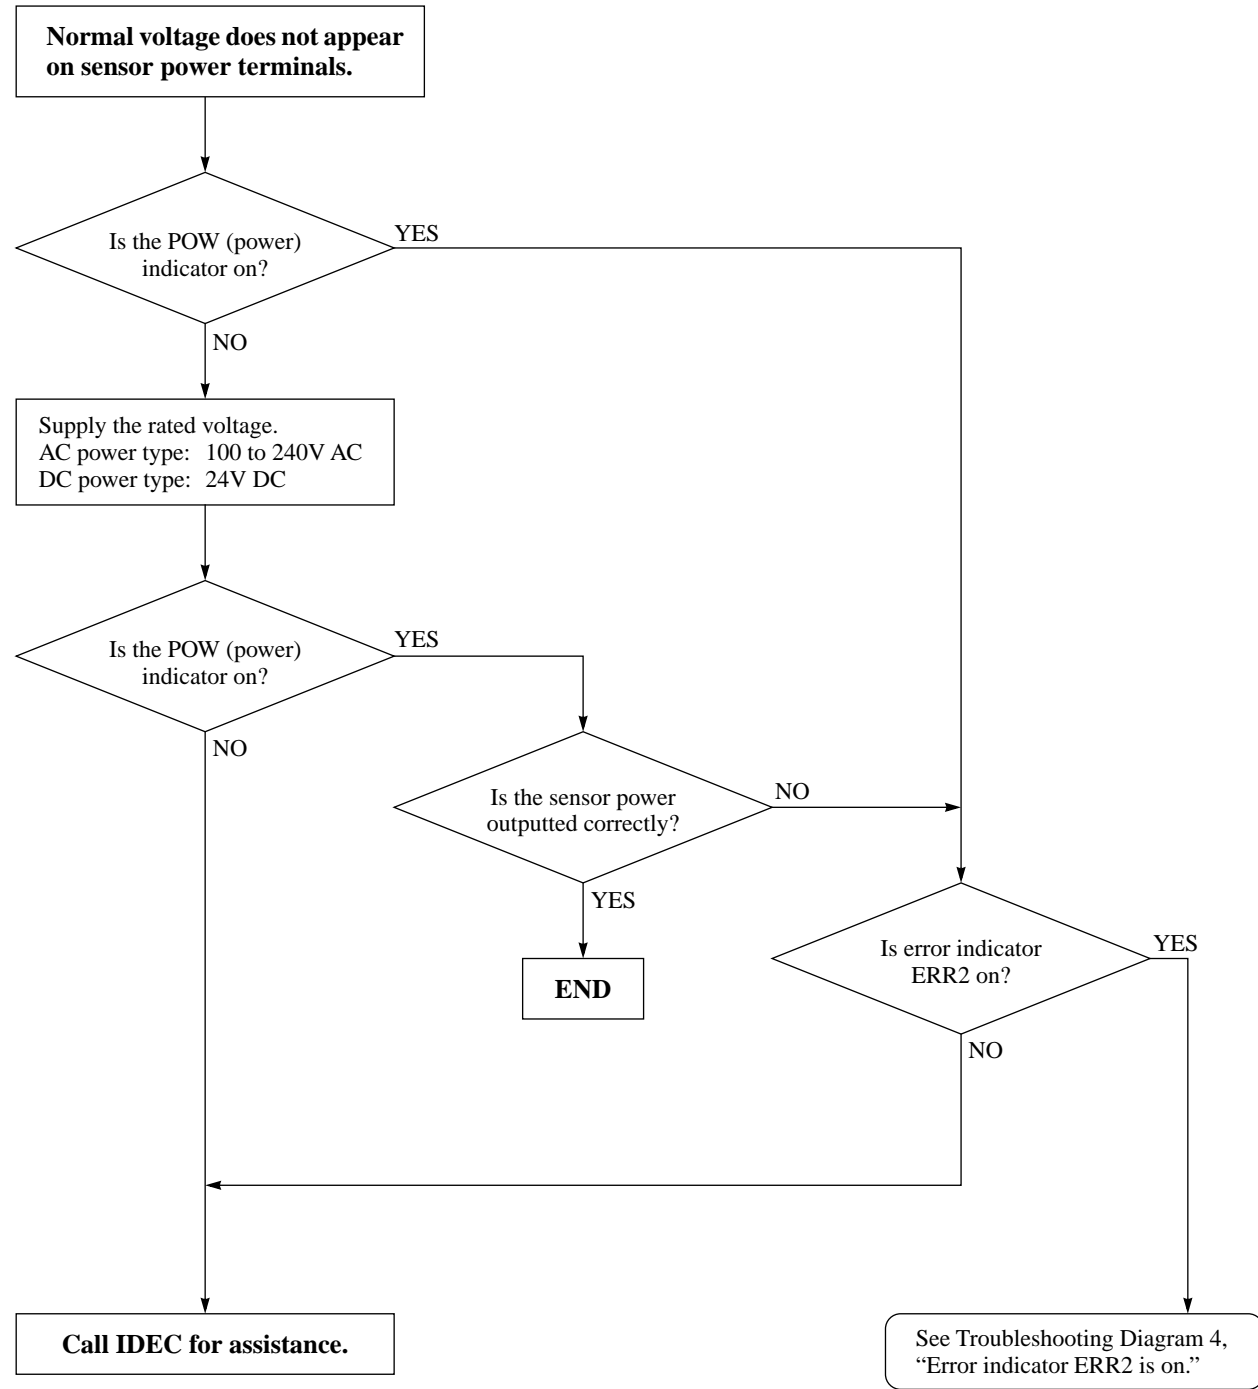 Normal voltage does not appear
on sensor power terminals.
Is the POW (power)
indicator on?
YES
NO
Supply the rated voltage.
AC power type: 100 to 240V AC
DC power type: 24V DC
Is the POW (power)
indicator on?
YES
NO
Is the sensor power
outputted correctly?
NO
YES
END
Is error indicator
ERR2 on?
YES
NO
Call IDEC for assistance.
See Troubleshooting Diagram 4,
“Error indicator ERR2 is on.”